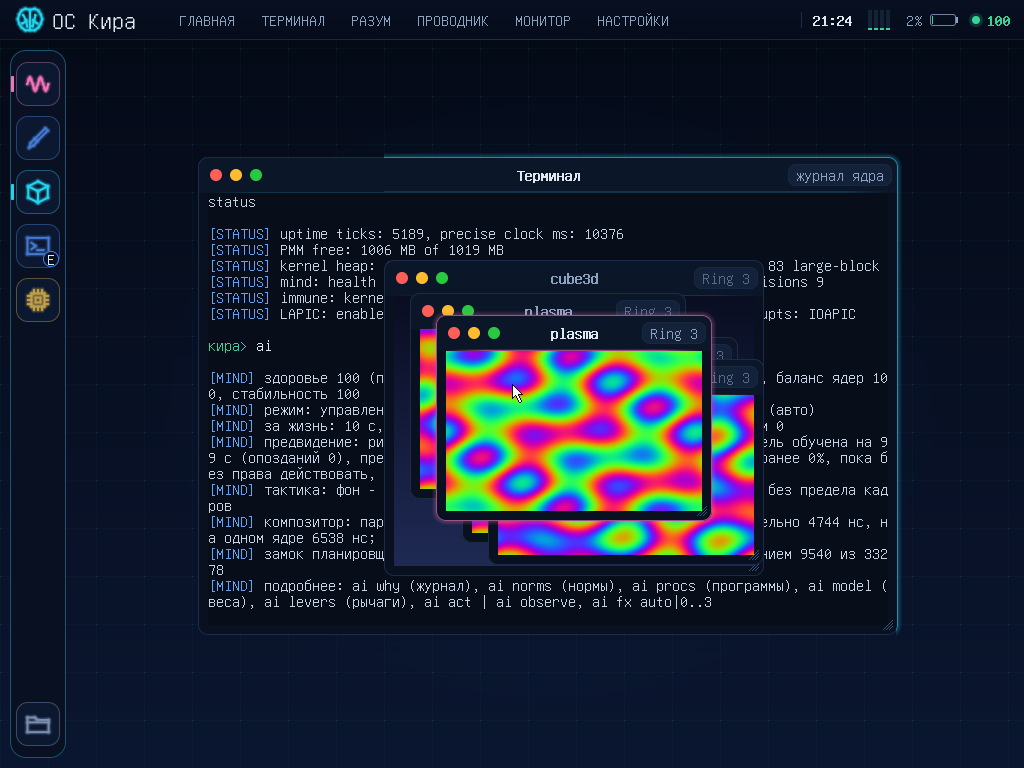 ОС Кира
ГЛАВНАЯ ТЕРМИНАЛ РАЗУМ ПРОВОДНИК МОНИТОР НАСТРОЙКИ
21:24 2% 100
E
Терминал
журнал ядра
status
[STATUS] uptime ticks: 5189, precise clock ms: 10376
[STATUS] PMM free: 1006 MB of 1019 MB
[STATUS] kernel heap: 83 large-block
[STATUS] mind: health isions 9
[STATUS] immune: kerne
[STATUS] LAPIC: enable upts: IOAPIC
кира> ai
[MIND] здоровье 100 (п , баланс ядер 10
0, стабильность 100
[MIND] режим: управлен (авто)
[MIND] за жизнь: 10 с, 0
[MIND] предвидение: ри ель обучена на 9
9 с (опозданий 0), пре ранее 0%, пока б
ез права действовать,
[MIND] тактика: фон - без предела кад
ров
[MIND] композитор: пар ельно 4744 нс, н
а одном ядре 6538 нс;
[MIND] замок планировщ нием 9540 из 332
78
[MIND] подробнее: ai why (журнал), ai norms (нормы), ai procs (программы), ai model (
веса), ai levers (рычаги), ai act | ai observe, ai fx auto|0..3
cube3d
Ring 3
plasma
Ring 3
plasma
Ring 3
3
ing 3